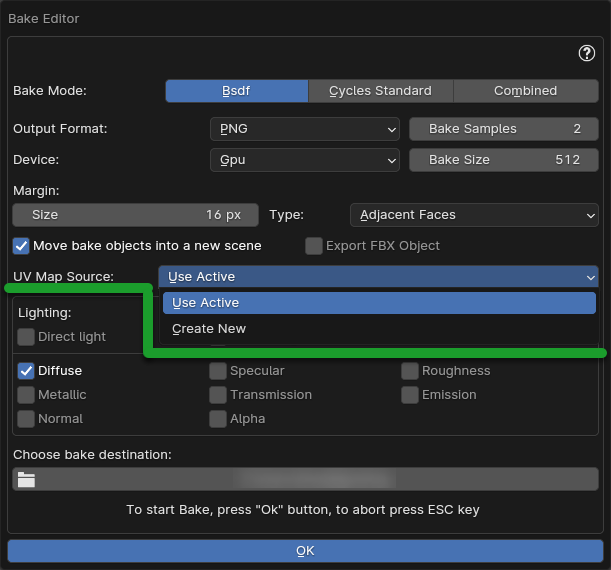 Bake Editor
?
Bake Mode: Bsdf Cycles Standard Combined
Output Format: PNG Bake Samples 2
Device: Gpu Bake Size 512
Margin:
Size 16 px Type: Adjacent Faces
Move bake objects into a new scene Export FBX Object
UV Map Source: Use Active
Use Active
Lighting:
Create New
Direct light
Diffuse Specular Roughness
Metallic Transmission Emission
Normal Alpha
Choose bake destination:
To start Bake, press "Ok" button, to abort press ESC key
OK